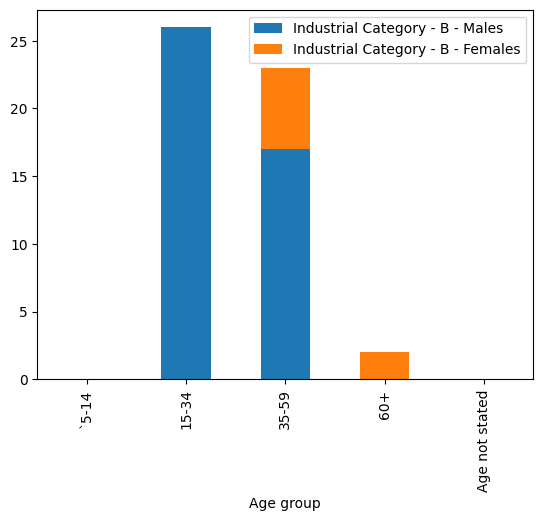 Industrial Category - B - Males
Industrial Category - B - Females
25
20
15
10
5
0
`5-14
15-34
35-59
60+
Age not stated
Age group